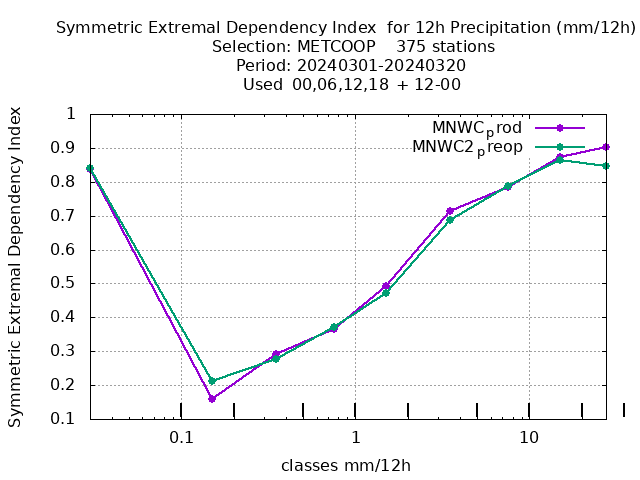 Symmetric Extremal Dependency Index  for 12h Precipitation (mm/12h)
Selection: METCOOP    375 stations
Period: 20240301-20240320
Used  00,06,12,18  + 12-00
Symmetric Extremal Dependency Index
1
0.9
0.8
0.7
0.6
0.5
0.4
0.3
0.2
0.1
MNWCprod
MNWC2preop
0.1 1 10
classes mm/12h